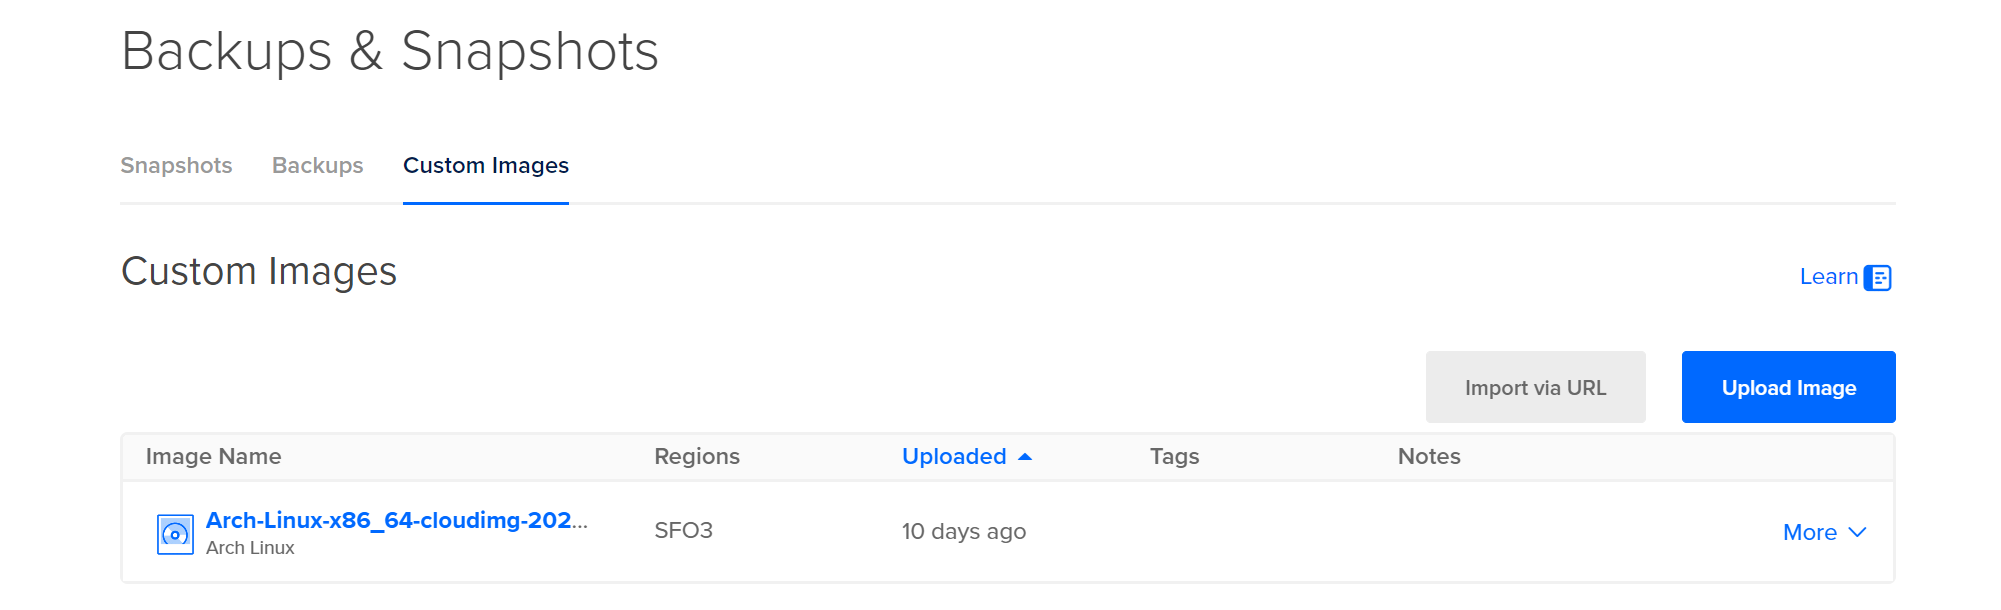 Backups & Snapshots
Snapshots Backups Custom Images
Custom Images
Learn
Import via URL Upload Image
Image Name Regions Uploaded Tags Notes
Arch-Linux-x86_64-cloudimg-202...
Arch Linux
SFO3 10 days ago More